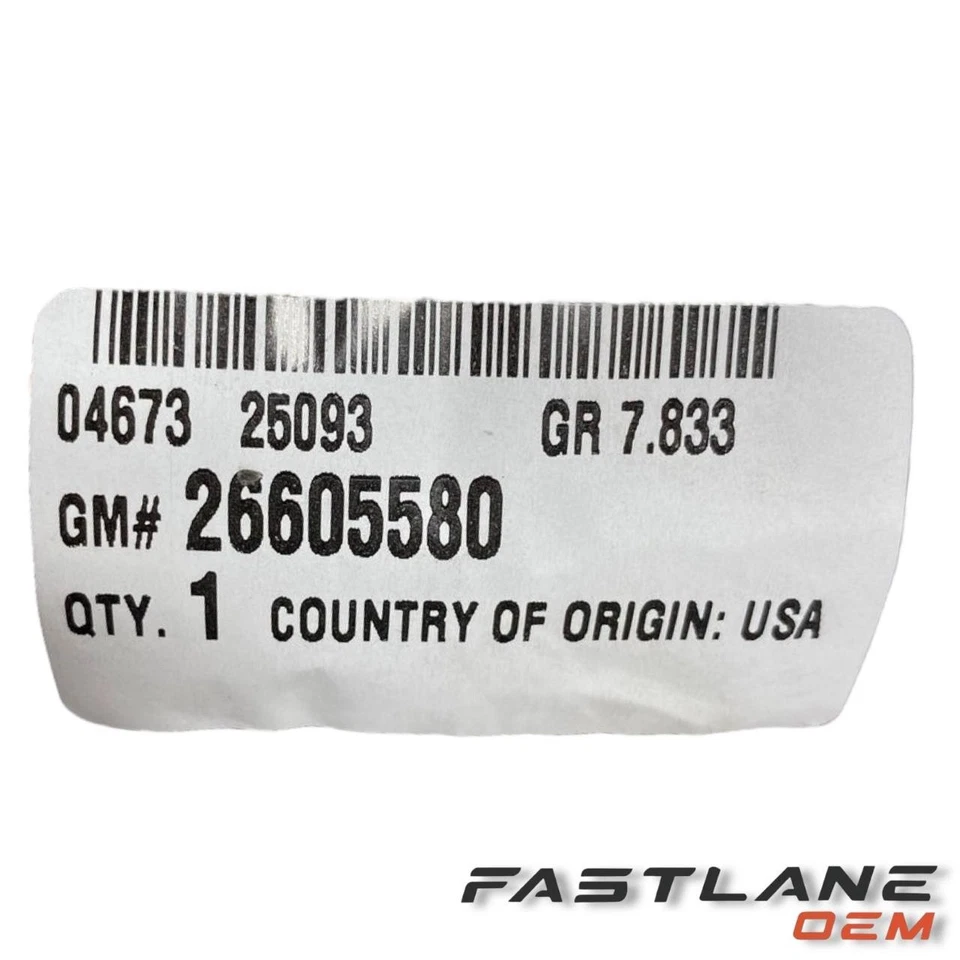 04673 25093 GR 7.833
GM# 26605580
QTY. 1 COUNTRY OF ORIGIN: USA
FASTLANE
OEM